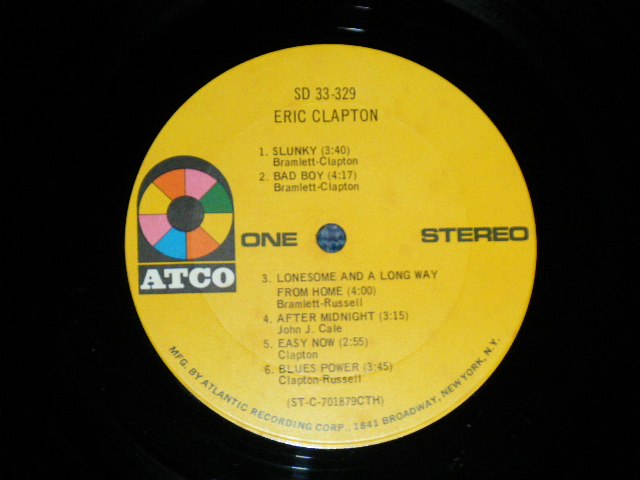 SD 33-329
ERIC CLAPTON
1. SLUNKY (3:40)
Bramlett-Clapton
2. BAD BOY (4:17)
Bramlett-Clapton
ATCO
ONE
STEREO
3. LONESOME AND A LONG WAY
FROM HOME (4:00)
Bramlett-Russell
4. AFTER MIDNIGHT (3:15)
John J. Cale
5. EASY NOW (2:55)
Clapton
6. BLUES POWER (3:45)
Clapton-Russell
(ST-C-701879CTH)
MFG. BY ATLANTIC RECORDING CORP., 1841 BROADWAY, NEW YORK, N.Y.